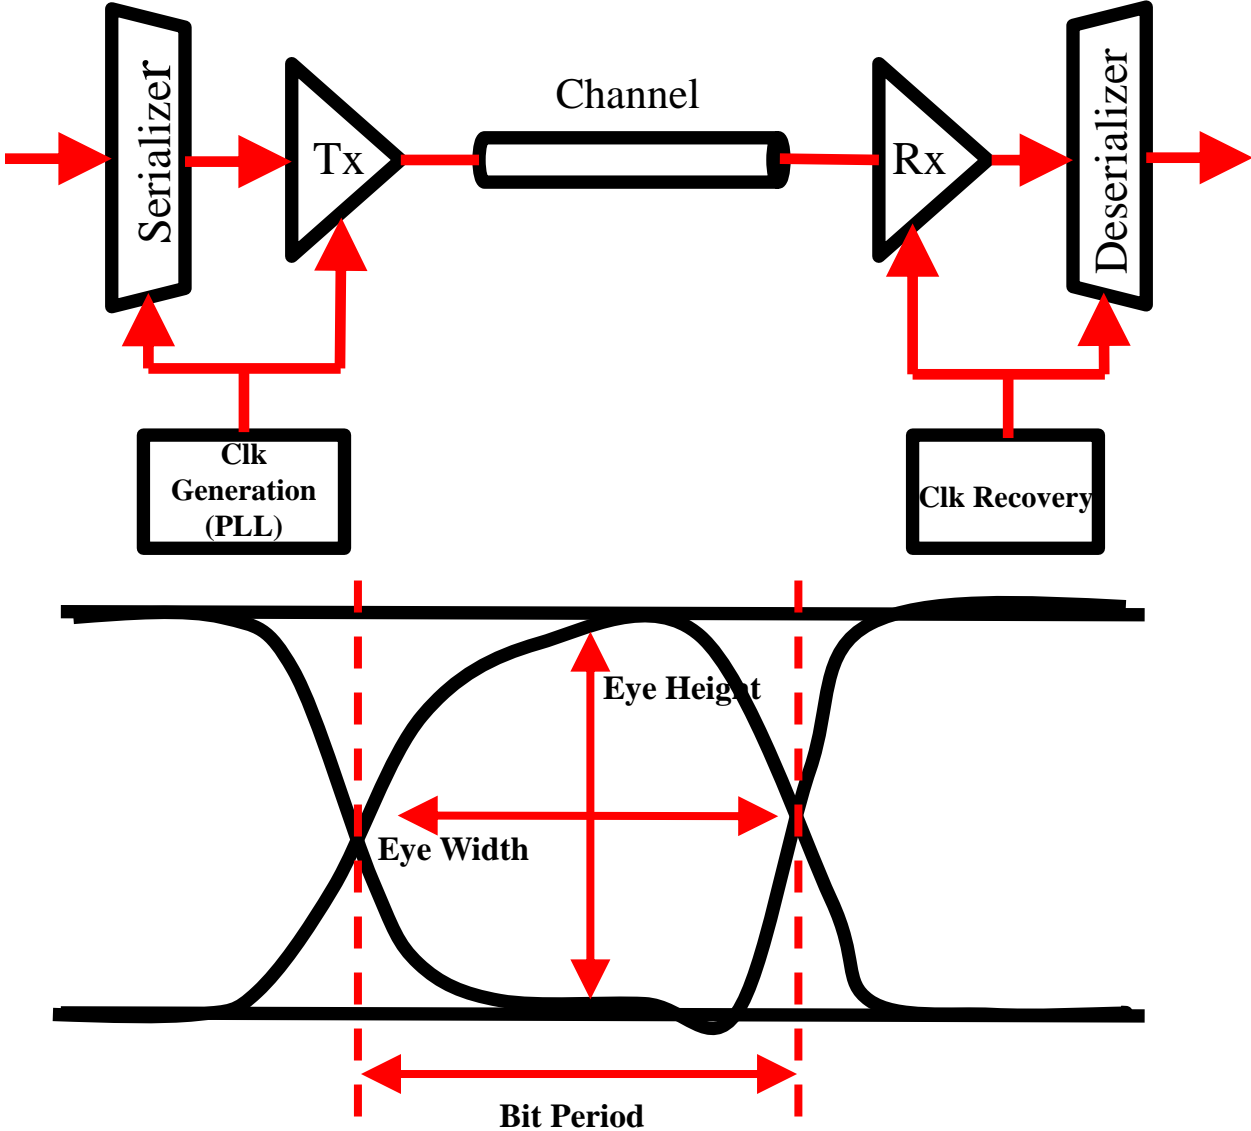 Channel
Serializer
Tx
Rx
Deserializer
Clk
Generation
(PLL)
Clk Recovery
Eye Height
Eye Width
Bit Period